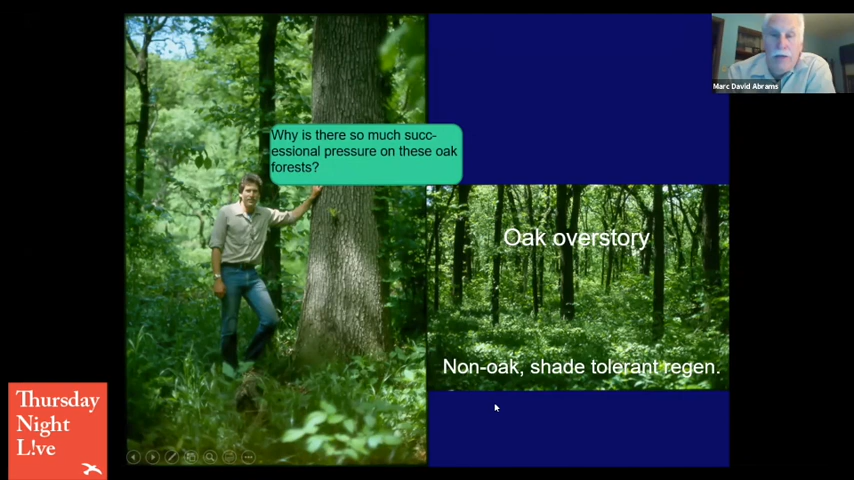 Marc David Abrams
Why is there so much succ-
essional pressure on these oak
forests?
Oak overstory
Non-oak, shade tolerant regen.
Thursday
Night
L!ve